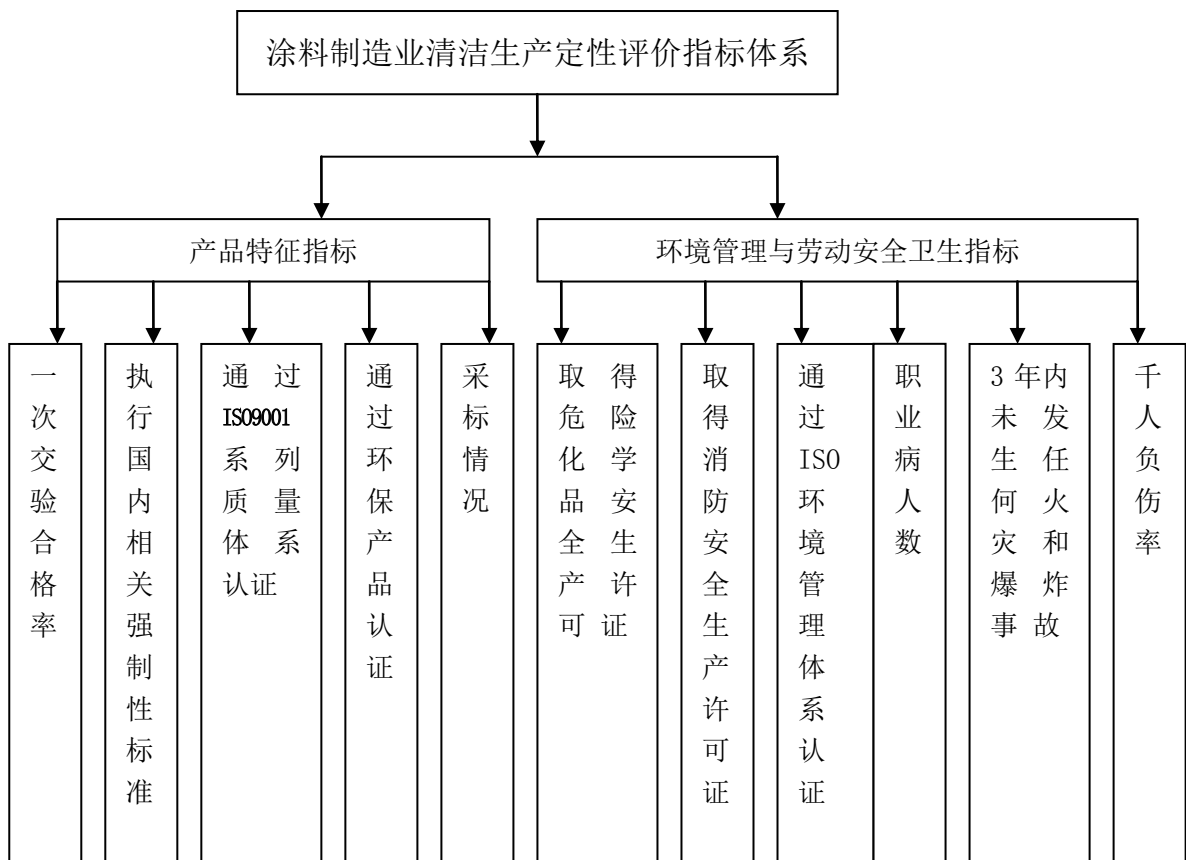 涂料制造业清洁生产定性评价指标体系
产品特征指标
环境管理与劳动安全卫生指标
一次交验合格率
执行国内相关强制性标准
通过
ISO9001
系列
质量
体系
认证
通过环保产品认证
采标情况
取得
危险
化学
品安
全生
产许
可证
取得消防安全生产许可证
通过ISO环境管理体系认证
职业病人数
3年内
未发
生任
何火
灾和
爆炸
事故
千人负伤率